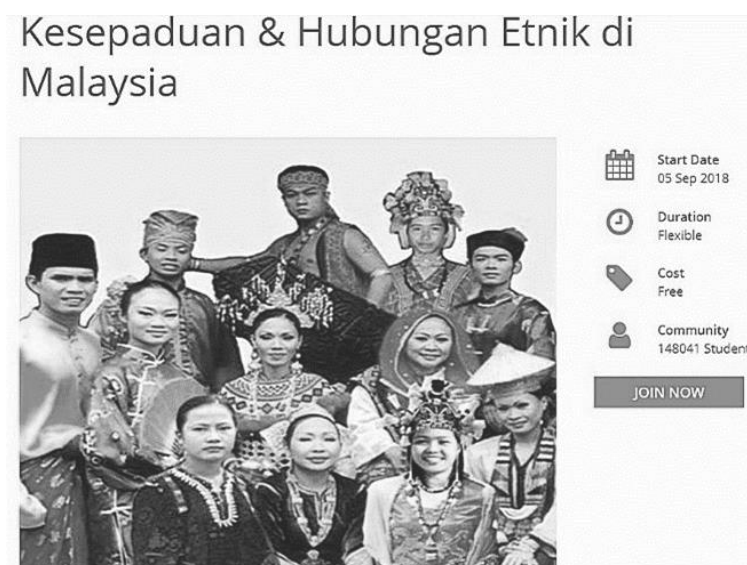 Kesepaduan & Hubungan Etnik di
Malaysia
Start Date
05 Sep 2018
Duration
Flexible
Cost
Free
Community
148041 Student
JOIN NOW